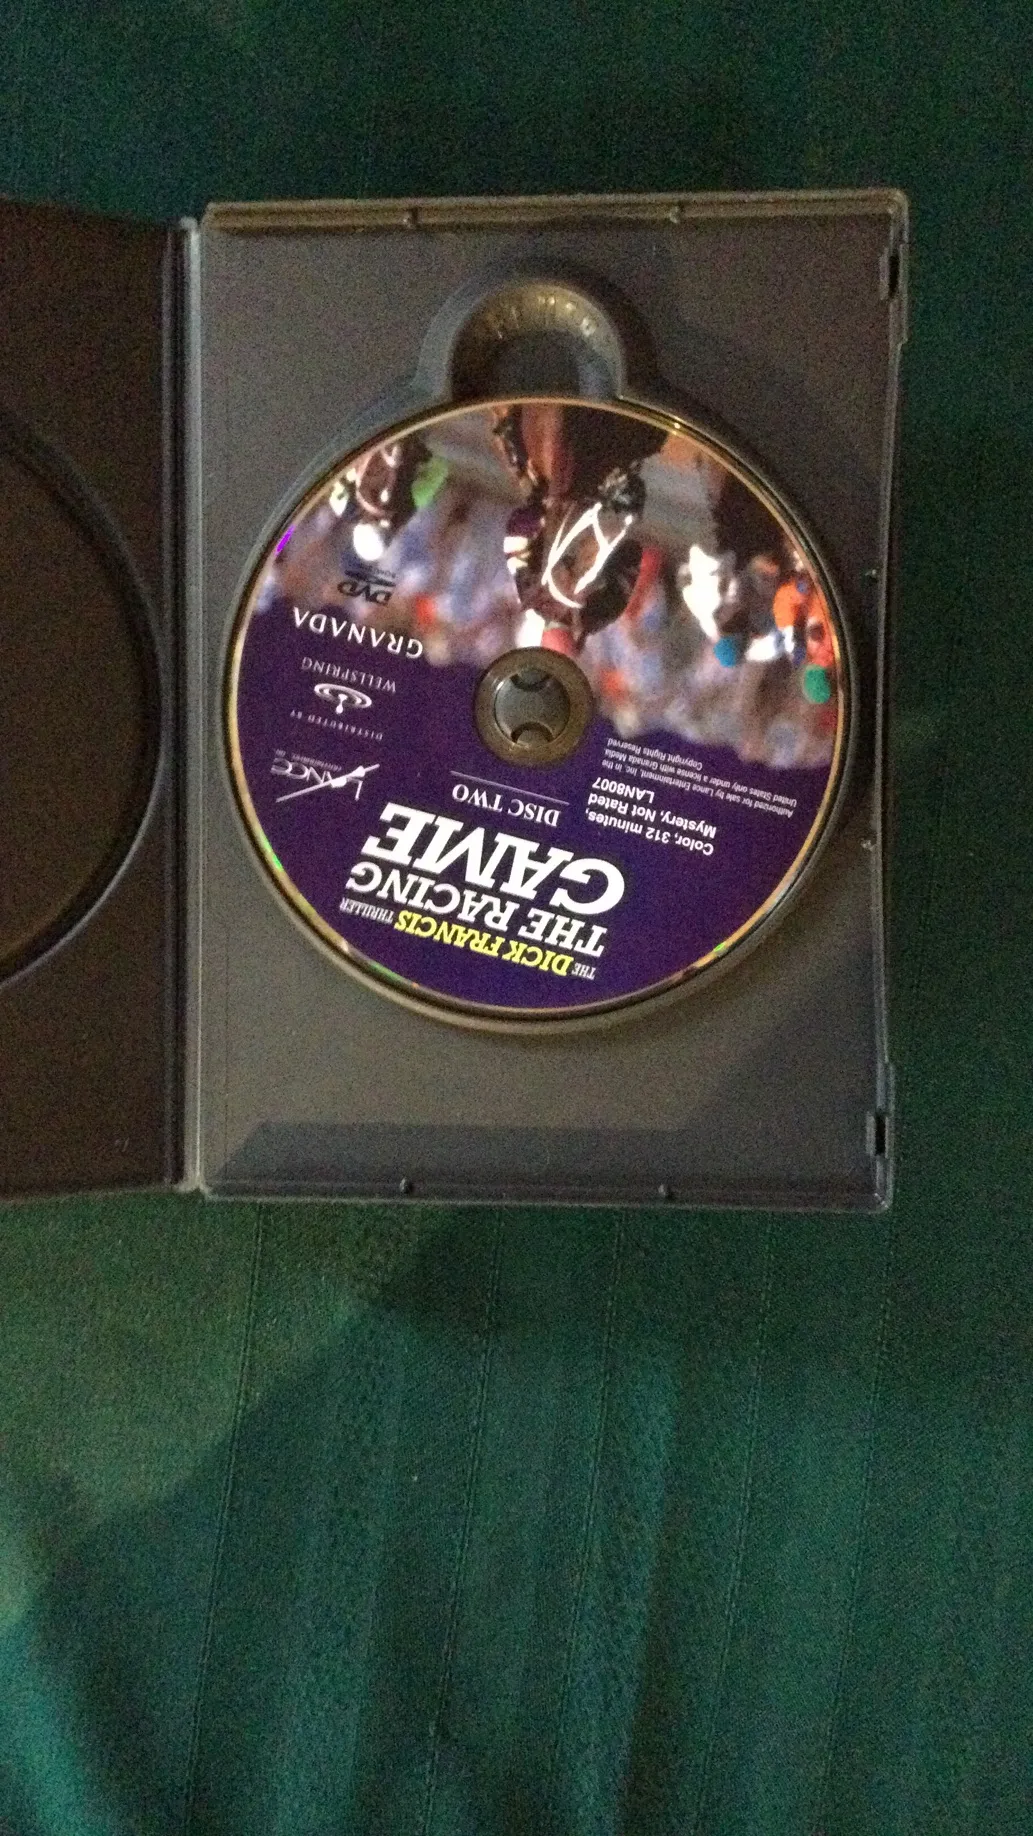 THE DICK FRANCIS THRILLER
THE RACING
GAME
DISC TWO
Color, 312 minutes,
Mystery, Not Rated
LAN8007
Authorized for sale by Lance Entertainment, Inc. in the
United States only under a license with Granada Media.
Copyright Rights Reserved.
LANCE
DISTRIBUTED BY
WELLSPRING
GRANADA
DVD